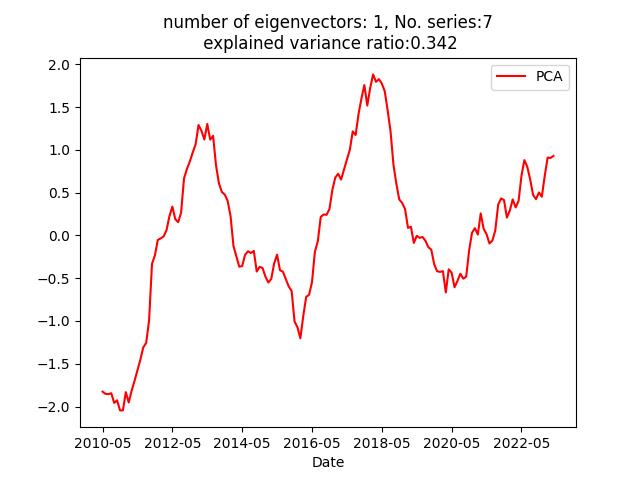 number of eigenvectors: 1, No. series:7
explained variance ratio:0.342
PCA
2.0
1.5
1.0
0.5
0.0
−0.5
−1.0
−1.5
−2.0
2010-05 2012-05 2014-05 2016-05 2018-05 2020-05 2022-05
Date